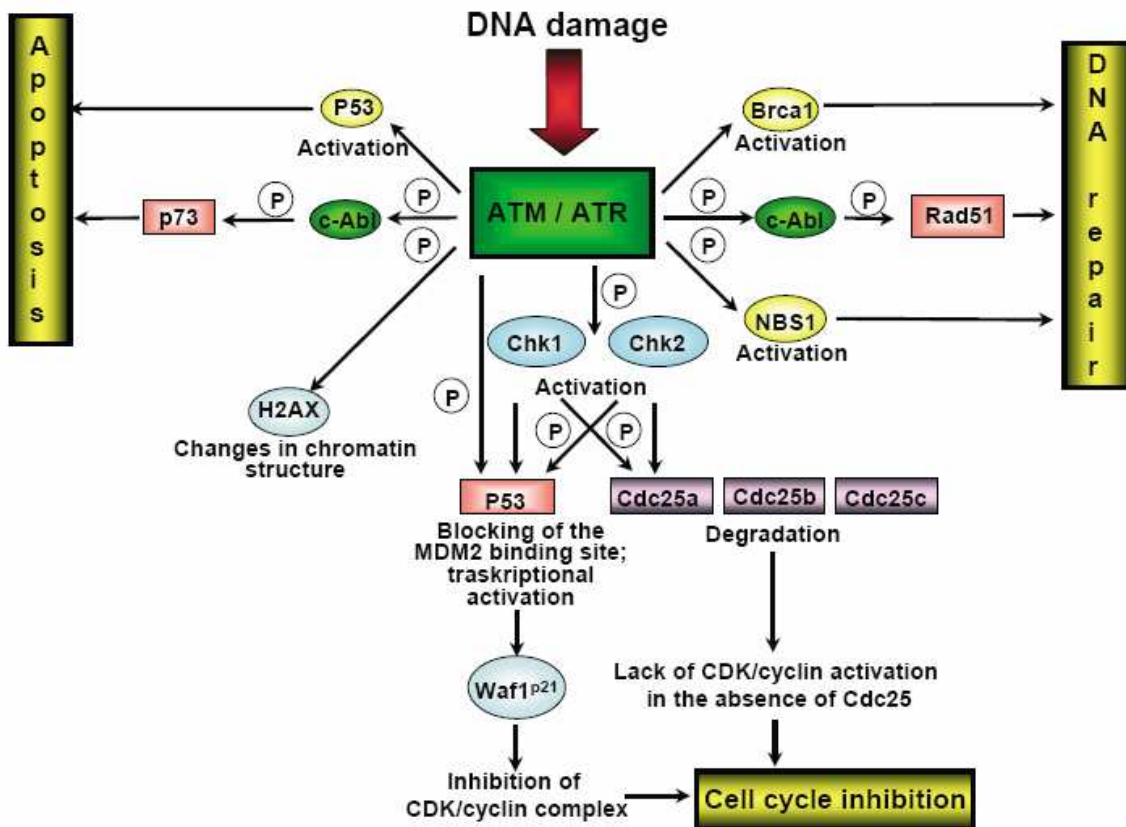 DNA damage
Apoptosis
P53
Activation
P
p73
P
c-Abl
P
ATM / ATR
Brca1
Activation
P
c-Abl
P
Rad51
P
NBS1
Activation
DNA repair
H2AX
Changes in chromatin
structure
P
Chk1
Chk2
Activation
P
P
P
P53
Blocking of the
MDM2 binding site;
traskriptional
activation
Cdc25a
Cdc25b
Cdc25c
Degradation
Waf1p21
Lack of CDK/cyclin activation
in the absence of Cdc25
Inhibition of
CDK/cyclin complex
Cell cycle inhibition